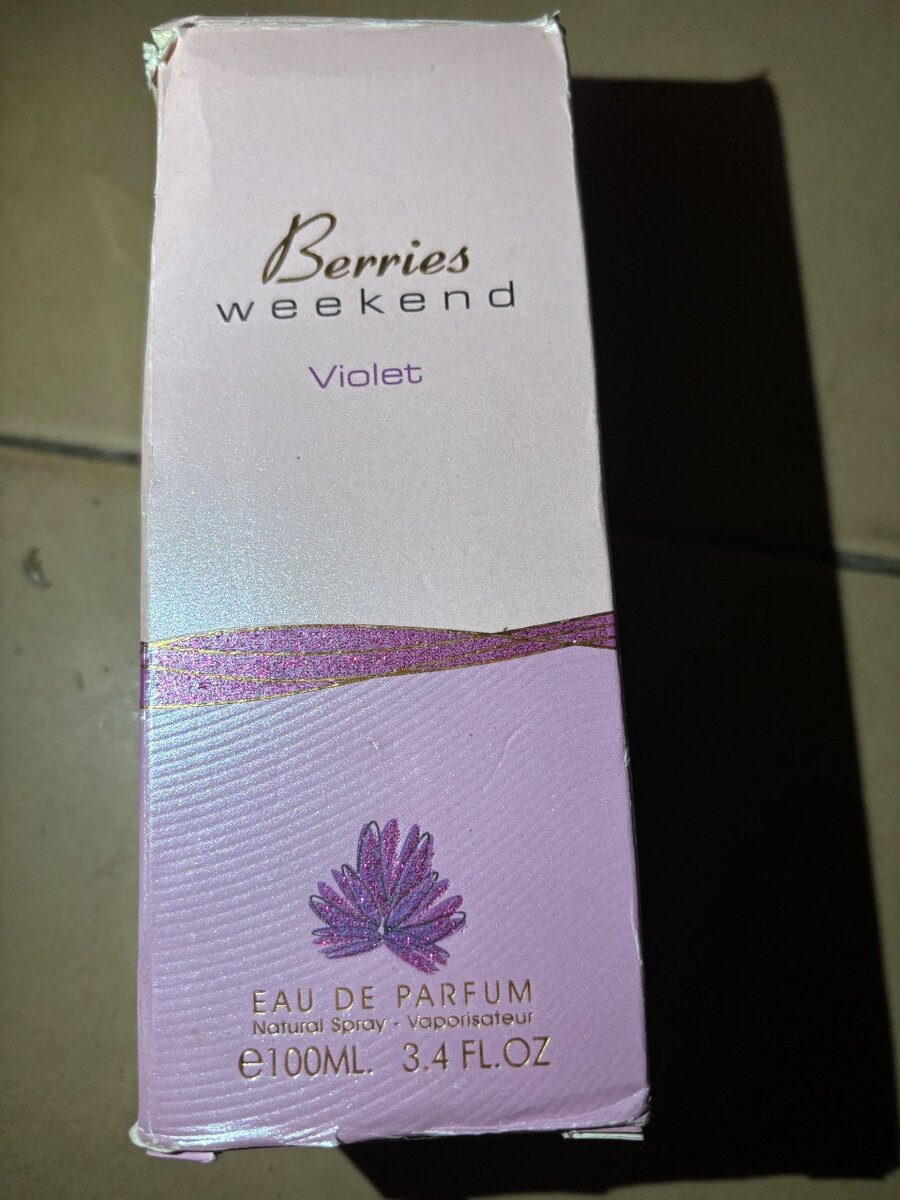 Berries
weekend
Violet
EAU DE PARFUM
Natural Spray - Vaporisateur
℮100ML. 3.4 FL.OZ